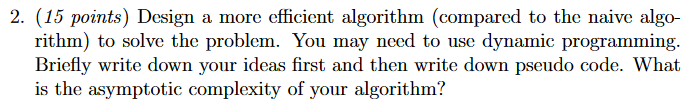 2. (15 points) Design a more efficient algorithm (compared to the naive algo-
rithm) to solve the problem. You may need to use dynamic programming.
Briefly write down your ideas first and then write down pseudo code. What
is the asymptotic complexity of your algorithm?